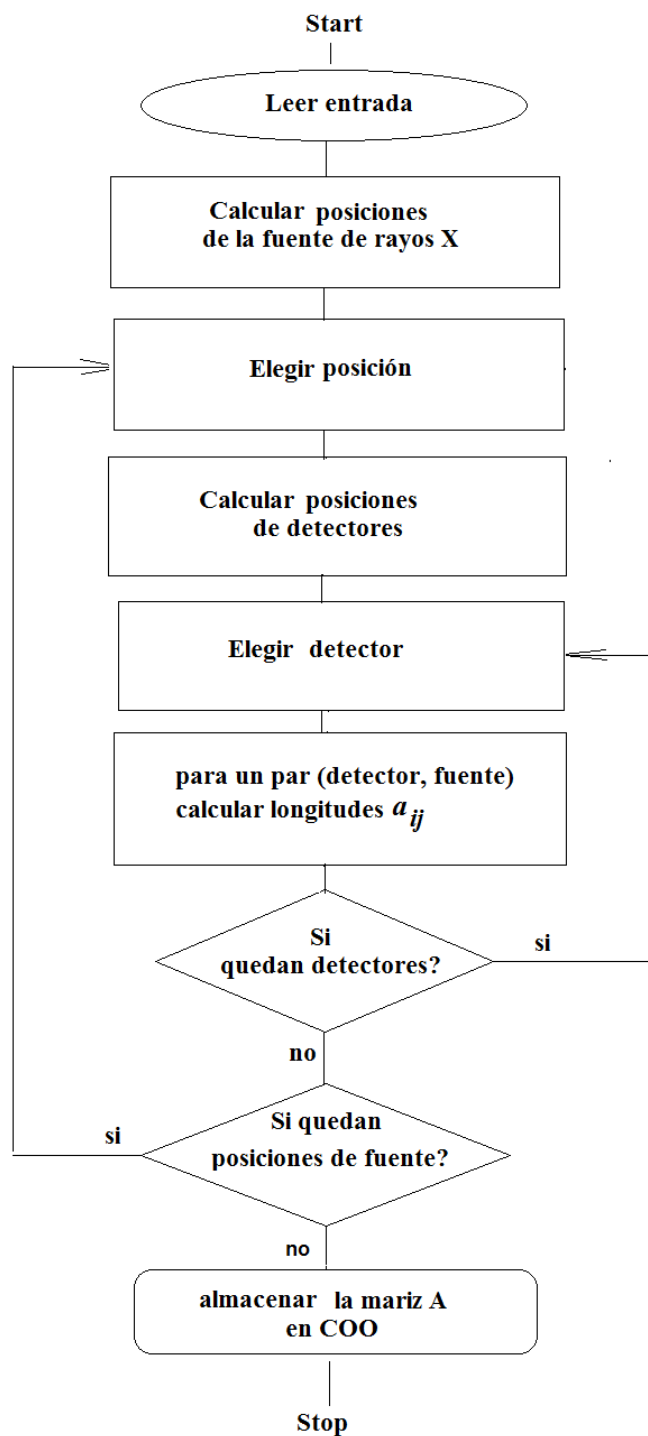 Start
Leer entrada
Calcular posiciones
de la fuente de rayos X
Elegir posición
Calcular posiciones
de detectores
Elegir detector
para un par (detector, fuente)
calcular longitudes a_ij
Si
quedan detectores?
si
no
Si quedan
si
posiciones de fuente?
no
almacenar la mariz A
en COO
Stop